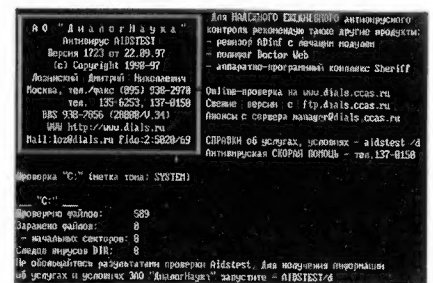 АО "ДиалогНаука"
Антивирус AIDSTEST
Версия 1723 от 22.09.97
(c) Copyright 1990-97
Лозинский Дмитрий Николаевич
Москва, тел./факс (095) 938-2970
тел. 135-6253, 137-0150
BBS 938-2856 (28800/V.34)
WWW http://www.dials.ru
Mail:loz@dials.ru Fido:2:5020/69
Для НАДЕЖНОГО ЕЖЕДНЕВНОГО антивирусного
контроля рекомендую также другие продукты:
- ревизор ADinf с лечащим модулем
- полифаг Doctor Web
- аппаратно-программный комплекс Sheriff
Online-проверка на www.dials.ccas.ru
Свежие версии с ftp.dials.ccas.ru
Анонсы с сервера manager@dials.ccas.ru
СПРАВКИ об услугах, условиях - aidstest /d
Антивирусная СКОРАЯ ПОМОЩЬ - тел.137-0150
Проверка "C:" (метка тома: SYSTEM)
___ "C:" ___
Проверено файлов: 589
Заражено файлов: 0
- начальных секторов: 0
Следов вирусов DIR: 0
Не обольщайтесь результатами проверки Aidstest. Для получения информации
об услугах и условиях ЗАО "ДиалогНаука" запустите - AIDSTEST/d